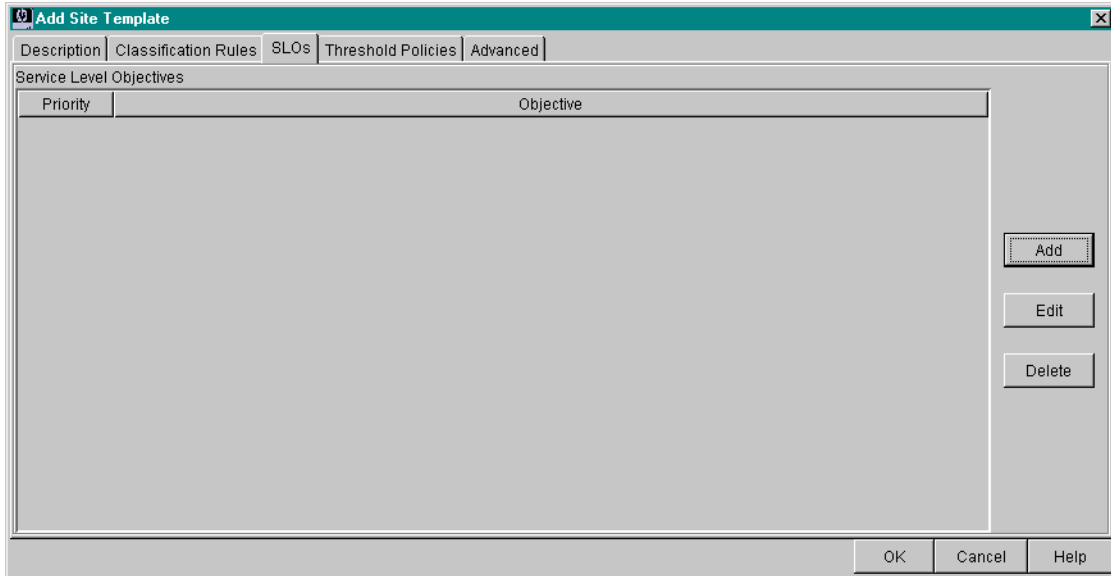 Add Site Template
Description Classification Rules SLOs Threshold Policies Advanced
Service Level Objectives
Priority Objective
Add
Edit
Delete
OK Cancel Help